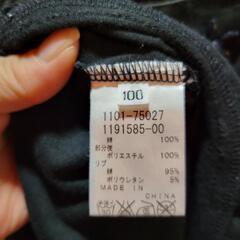 100
1101-75027
1191585-00
綿 100%
部分使
ポリエステル 100%
リブ
綿 95%
ポリウレタン 5%
MADE IN
CHINA